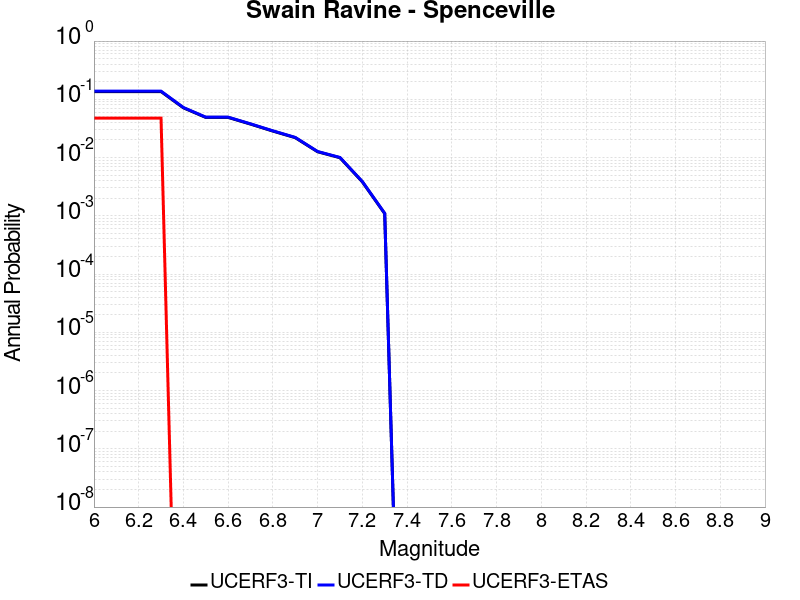 Swain Ravine - Spenceville
10^0
10^-1
10^-2
10^-3
10^-4
10^-5
10^-6
10^-7
10^-8
Annual Probability
6 6.2 6.4 6.6 6.8 7 7.2 7.4 7.6 7.8 8 8.2 8.4 8.6 8.8 9
Magnitude
UCERF3-TI UCERF3-TD UCERF3-ETAS